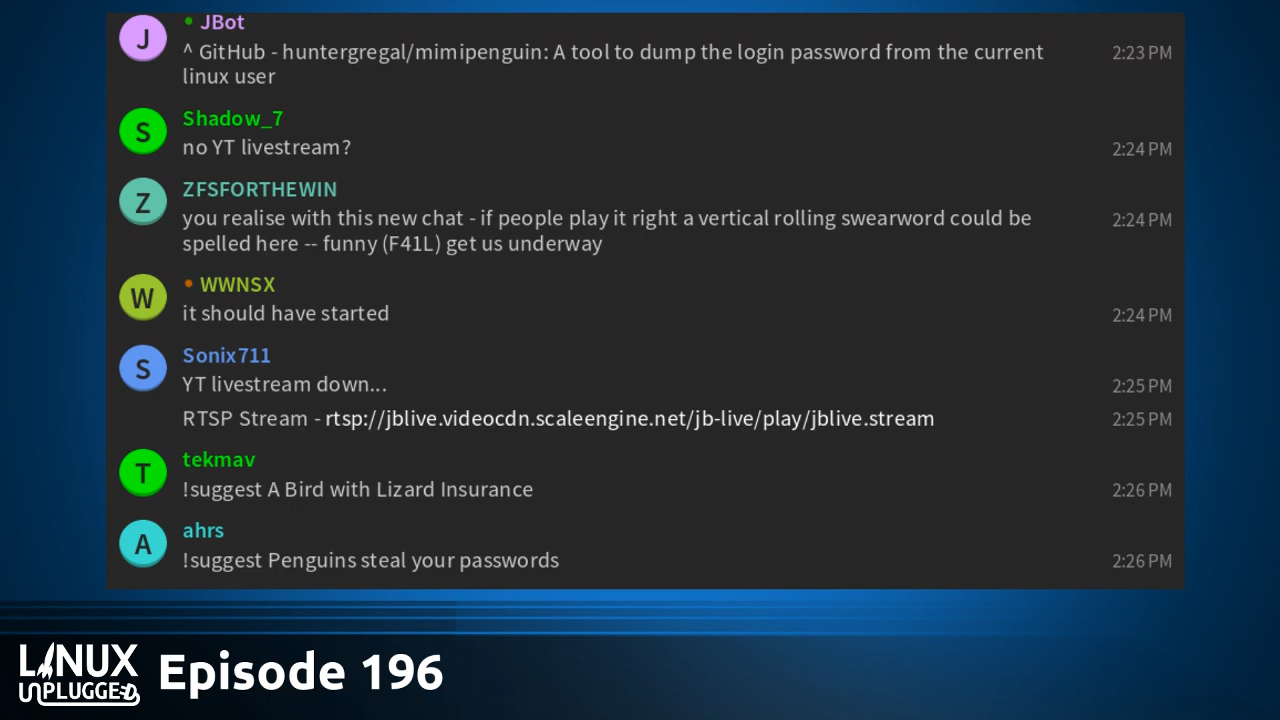 J
JBot
^ GitHub - huntergregal/mimipenguin: A tool to dump the login password from the current
2:23 PM
linux user
S
Shadow_7
no YT livestream?
2:24 PM
Z
ZFSFORTHEWIN
you realise with this new chat - if people play it right a vertical rolling swearword could be
2:24 PM
spelled here -- funny (F41L) get us underway
W
WWNSX
it should have started
2:24 PM
S
Sonix711
YT livestream down...
2:25 PM
RTSP Stream - rtsp://jblive.videocdn.scaleengine.net/jb-live/play/jblive.stream
2:25 PM
T
tekmav
!suggest A Bird with Lizard Insurance
2:26 PM
A
ahrs
!suggest Penguins steal your passwords
2:26 PM
LINUX
UNPLUGGED
Episode 196